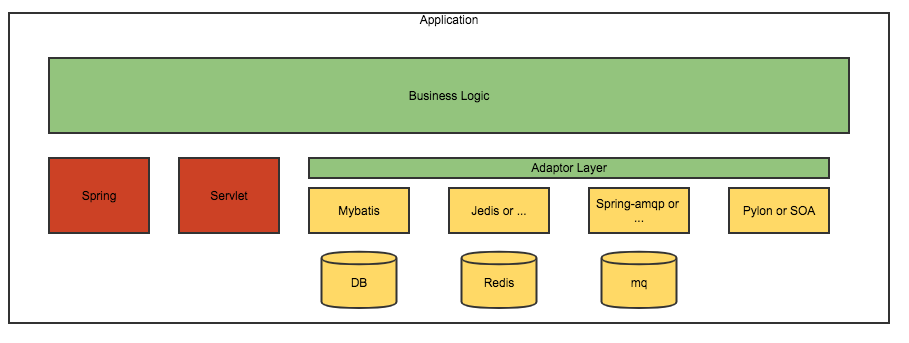 Application
Business Logic
Adaptor Layer
Spring
Servlet
Mybatis
Jedis or ...
Spring-amqp or
...
Pylon or SOA
DB
Redis
mq